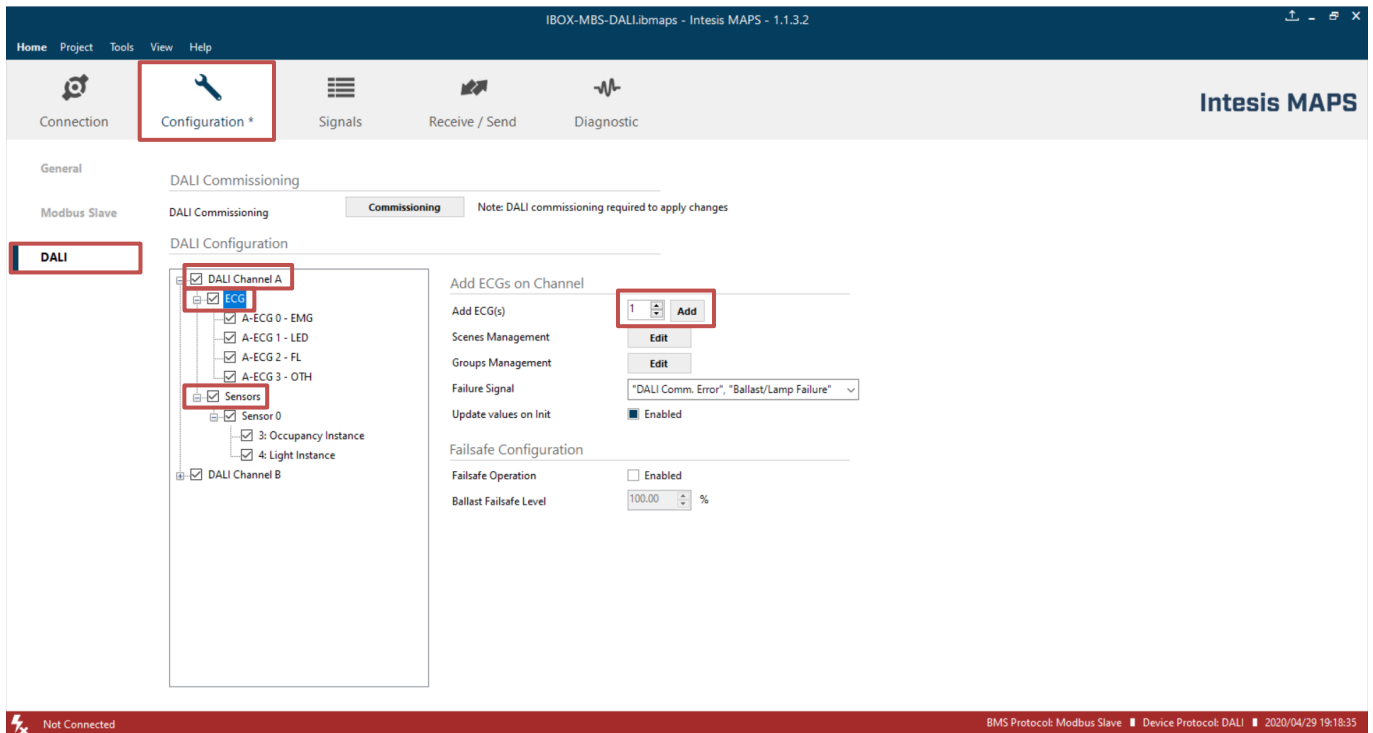 IBOX-MBS-DALI.ibmaps - Intesis MAPS - 1.1.3.2
Home Project Tools View Help
Connection Configuration * Signals Receive / Send Diagnostic
Intesis MAPS
General
Modbus Slave
DALI
DALI Commissioning
DALI Commissioning Commissioning Note: DALI commissioning required to apply changes
DALI Configuration
DALI Channel A
ECG
A-ECG 0 - EMG
A-ECG 1 - LED
A-ECG 2 - FL
A-ECG 3 - OTH
Sensors
Sensor 0
3: Occupancy Instance
4: Light Instance
DALI Channel B
Add ECGs on Channel
Add ECG(s) 1 Add
Scenes Management Edit
Groups Management Edit
Failure Signal "DALI Comm. Error", "Ballast/Lamp Failure"
Update values on Init Enabled
Failsafe Configuration
Failsafe Operation Enabled
Ballast Failsafe Level 100.00 %
Not Connected
BMS Protocol: Modbus Slave Device Protocol: DALI 2020/04/29 19:18:35